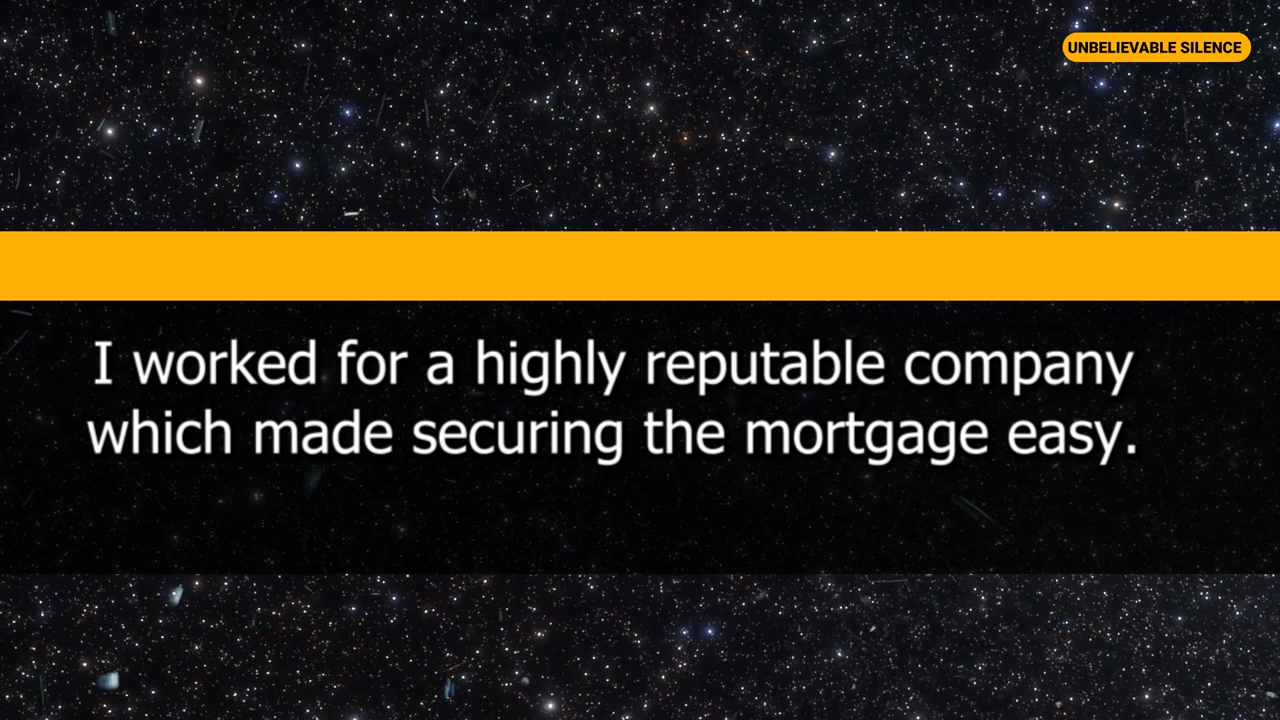 UNBELIEVABLE SILENCE
I worked for a highly reputable company
which made securing the mortgage easy.